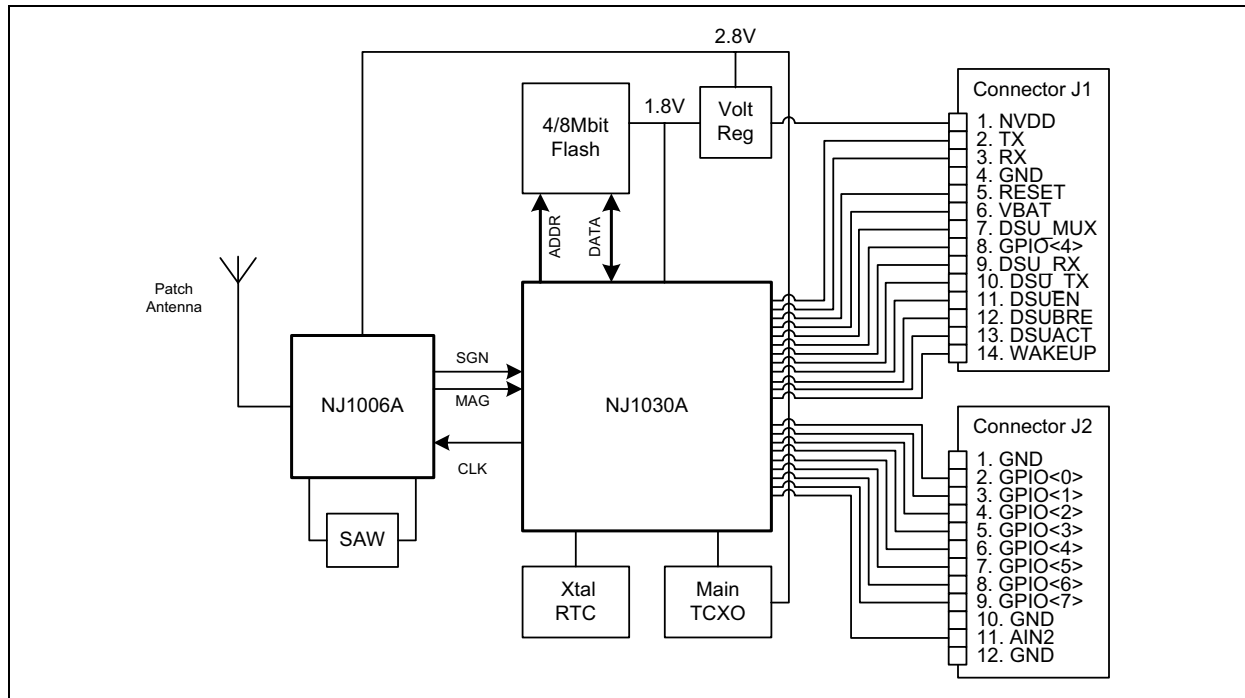 2.8V
1.8V
4/8Mbit
Flash
Volt
Reg
ADDR
DATA
Patch
Antenna
NJ1006A
SGN
MAG
CLK
NJ1030A
SAW
Xtal
RTC
Main
TCXO
Connector J1
1. NVDD
2. TX
3. RX
4. GND
5. RESET
6. VBAT
7. DSU_MUX
8. GPIO<4>
9. DSU_RX
10. DSU_TX
11. DSUEN
12. DSUBRE
13. DSUACT
14. WAKEUP
Connector J2
1. GND
2. GPIO<0>
3. GPIO<1>
4. GPIO<2>
5. GPIO<3>
6. GPIO<4>
7. GPIO<5>
8. GPIO<6>
9. GPIO<7>
10. GND
11. AIN2
12. GND